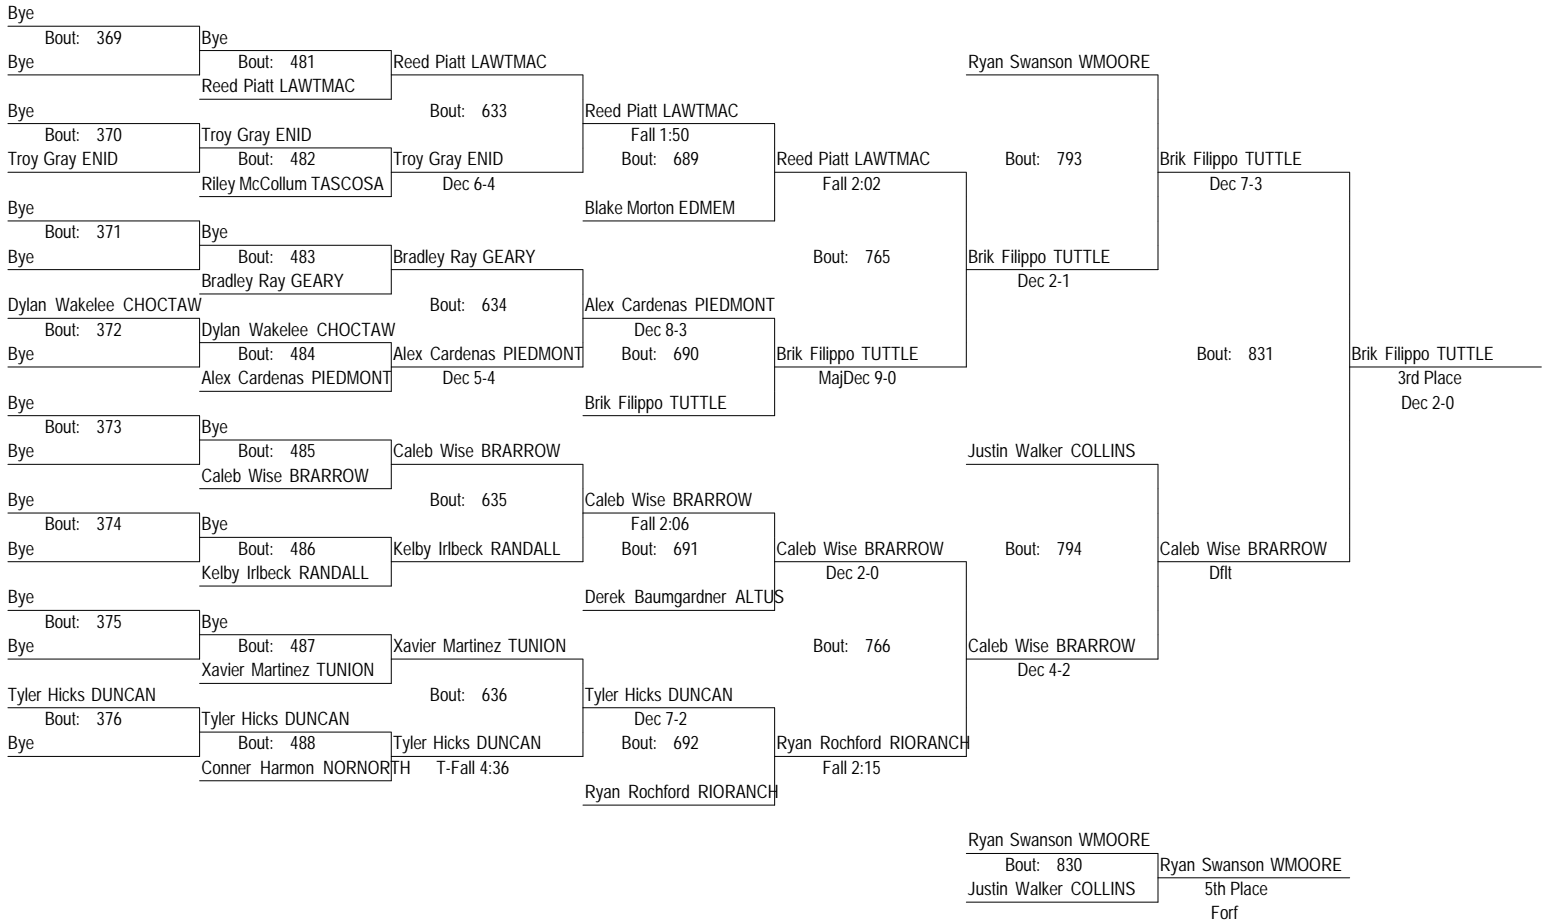 Bye
Bout: 369
Bye
Bye
Bout: 481
Reed Piatt LAWTMAC
Reed Piatt LAWTMAC
Bout: 633
Bye
Bout: 370
Troy Gray ENID
Troy Gray ENID
Bout: 482
Riley McCollum TASCOSA
Troy Gray ENID
Dec 6-4
Reed Piatt LAWTMAC
Fall 1:50
Bout: 689
Blake Morton EDMEM
Reed Piatt LAWTMAC
Fall 2:02
Bout: 765
Bye
Bout: 371
Bye
Bye
Bout: 483
Bradley Ray GEARY
Bradley Ray GEARY
Bout: 634
Dylan Wakelee CHOCTAW
Bout: 372
Bye
Dylan Wakelee CHOCTAW
Bout: 484
Alex Cardenas PIEDMONT
Alex Cardenas PIEDMONT
Dec 5-4
Alex Cardenas PIEDMONT
Dec 8-3
Bout: 690
Brik Filippo TUTTLE
Brik Filippo TUTTLE
MajDec 9-0
Ryan Swanson WMOORE
Bout: 793
Brik Filippo TUTTLE
Dec 2-1
Brik Filippo TUTTLE
Dec 7-3
Bout: 831
Brik Filippo TUTTLE
3rd Place
Dec 2-0
Bye
Bout: 373
Bye
Bye
Bout: 485
Caleb Wise BRARROW
Caleb Wise BRARROW
Bout: 635
Bye
Bout: 374
Bye
Bye
Bout: 486
Kelby Irlbeck RANDALL
Kelby Irlbeck RANDALL
Caleb Wise BRARROW
Fall 2:06
Bout: 691
Derek Baumgardner ALTUS
Caleb Wise BRARROW
Dec 2-0
Bout: 766
Bye
Bout: 375
Bye
Bye
Bout: 487
Xavier Martinez TUNION
Xavier Martinez TUNION
Bout: 636
Tyler Hicks DUNCAN
Bout: 376
Bye
Tyler Hicks DUNCAN
Bout: 488
Conner Harmon NORNORTH
Tyler Hicks DUNCAN
T-Fall 4:36
Tyler Hicks DUNCAN
Dec 7-2
Bout: 692
Ryan Rochford RIORANCH
Ryan Rochford RIORANCH
Fall 2:15
Justin Walker COLLINS
Bout: 794
Caleb Wise BRARROW
Dec 4-2
Caleb Wise BRARROW
Dflt
Ryan Swanson WMOORE
Bout: 830
Justin Walker COLLINS
Ryan Swanson WMOORE
5th Place
Forf